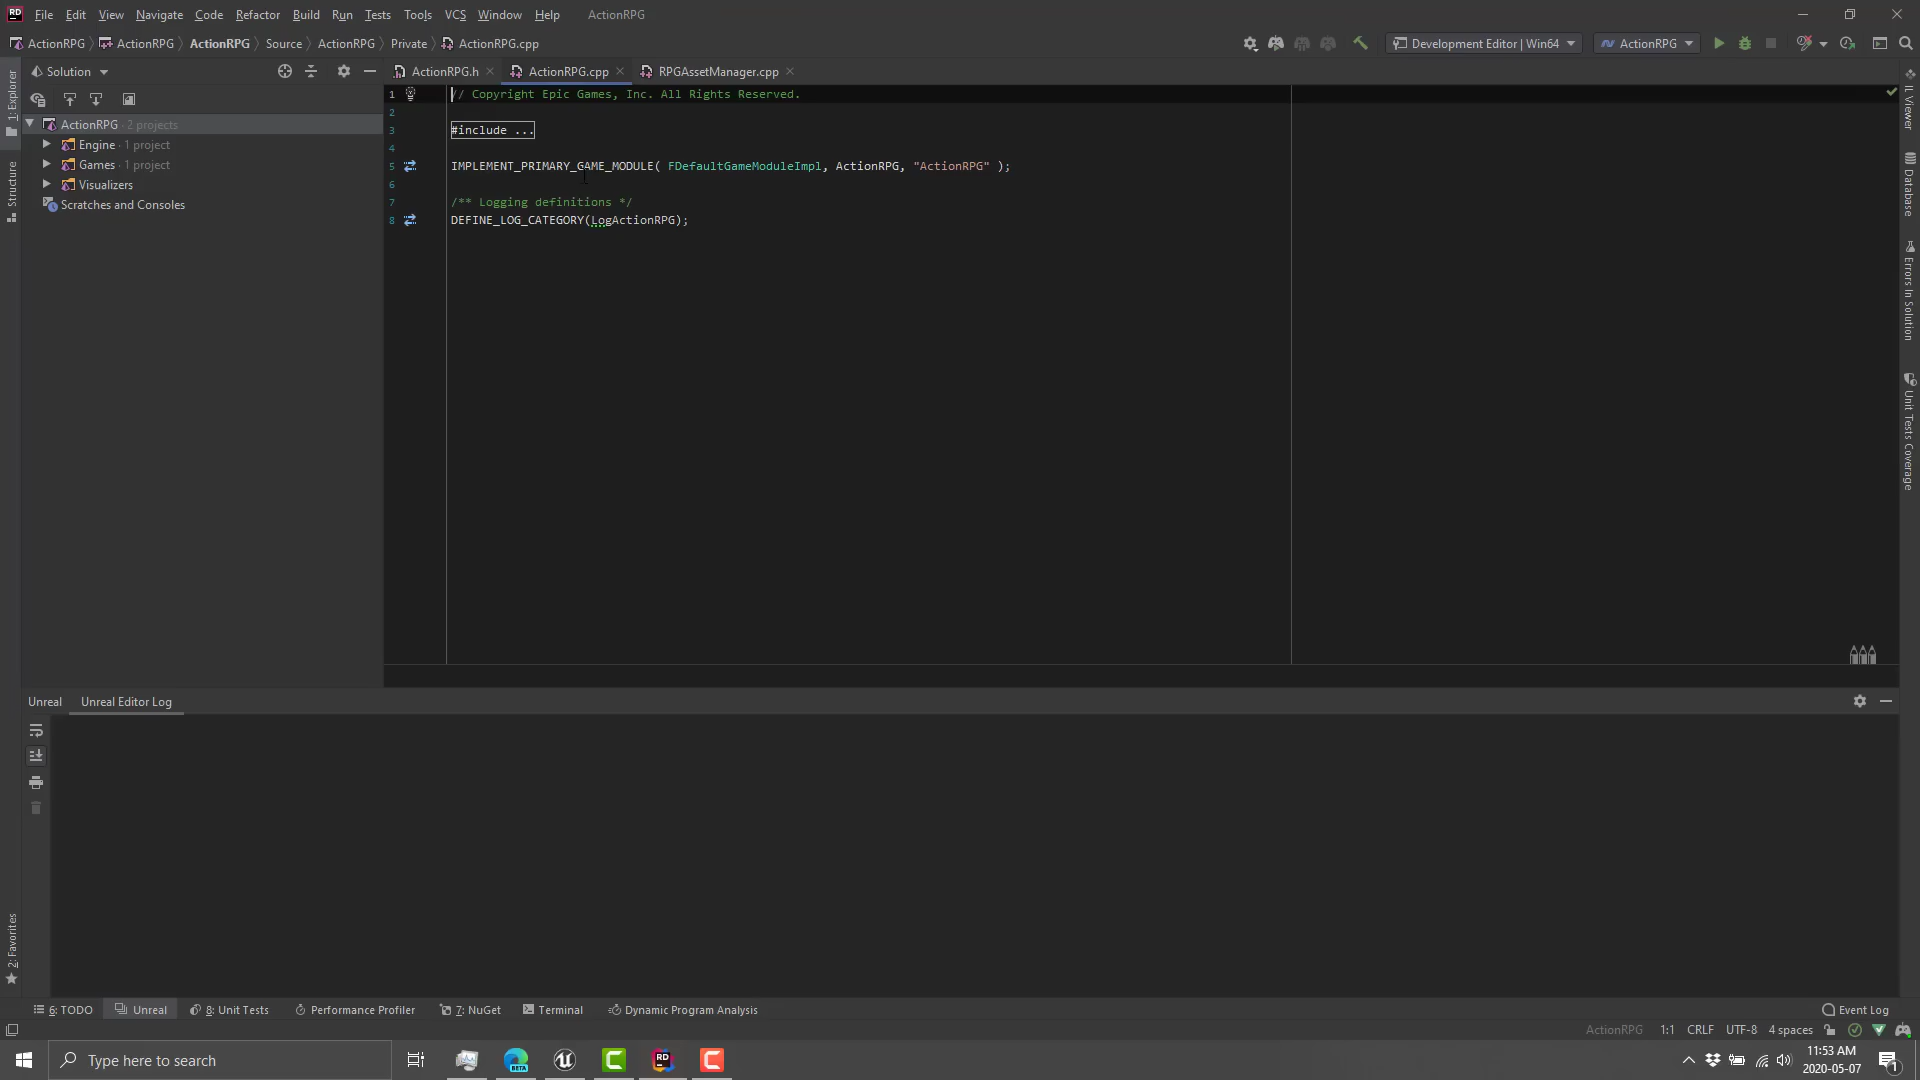 RD File Edit View Navigate Code Refactor Build Run Tests Tools VCS Window Help ActionRPG
ActionRPG ActionRPG ActionRPG Source ActionRPG Private ActionRPG.cpp Development Editor | Win64 ActionRPG
Solution ActionRPG.h ActionRPG.cpp RPGAssetManager.cpp
ActionRPG · 2 projects
Engine · 1 project
Games · 1 project
Visualizers
Scratches and Consoles
1 // Copyright Epic Games, Inc. All Rights Reserved.
2
3 #include ...
4
5 IMPLEMENT_PRIMARY_GAME_MODULE( FDefaultGameModuleImpl, ActionRPG, "ActionRPG" );
6
7 /** Logging definitions */
8 DEFINE_LOG_CATEGORY(LogActionRPG);
1: Explorer
Structure
2: Favorites
IL Viewer
Database
Errors In Solution
Unit Tests Coverage
Unreal Unreal Editor Log
6: TODO Unreal 8: Unit Tests Performance Profiler 7: NuGet Terminal Dynamic Program Analysis Event Log
ActionRPG 1:1 CRLF UTF-8 4 spaces
Type here to search
BETA
RD
11:53 AM
2020-05-07
1